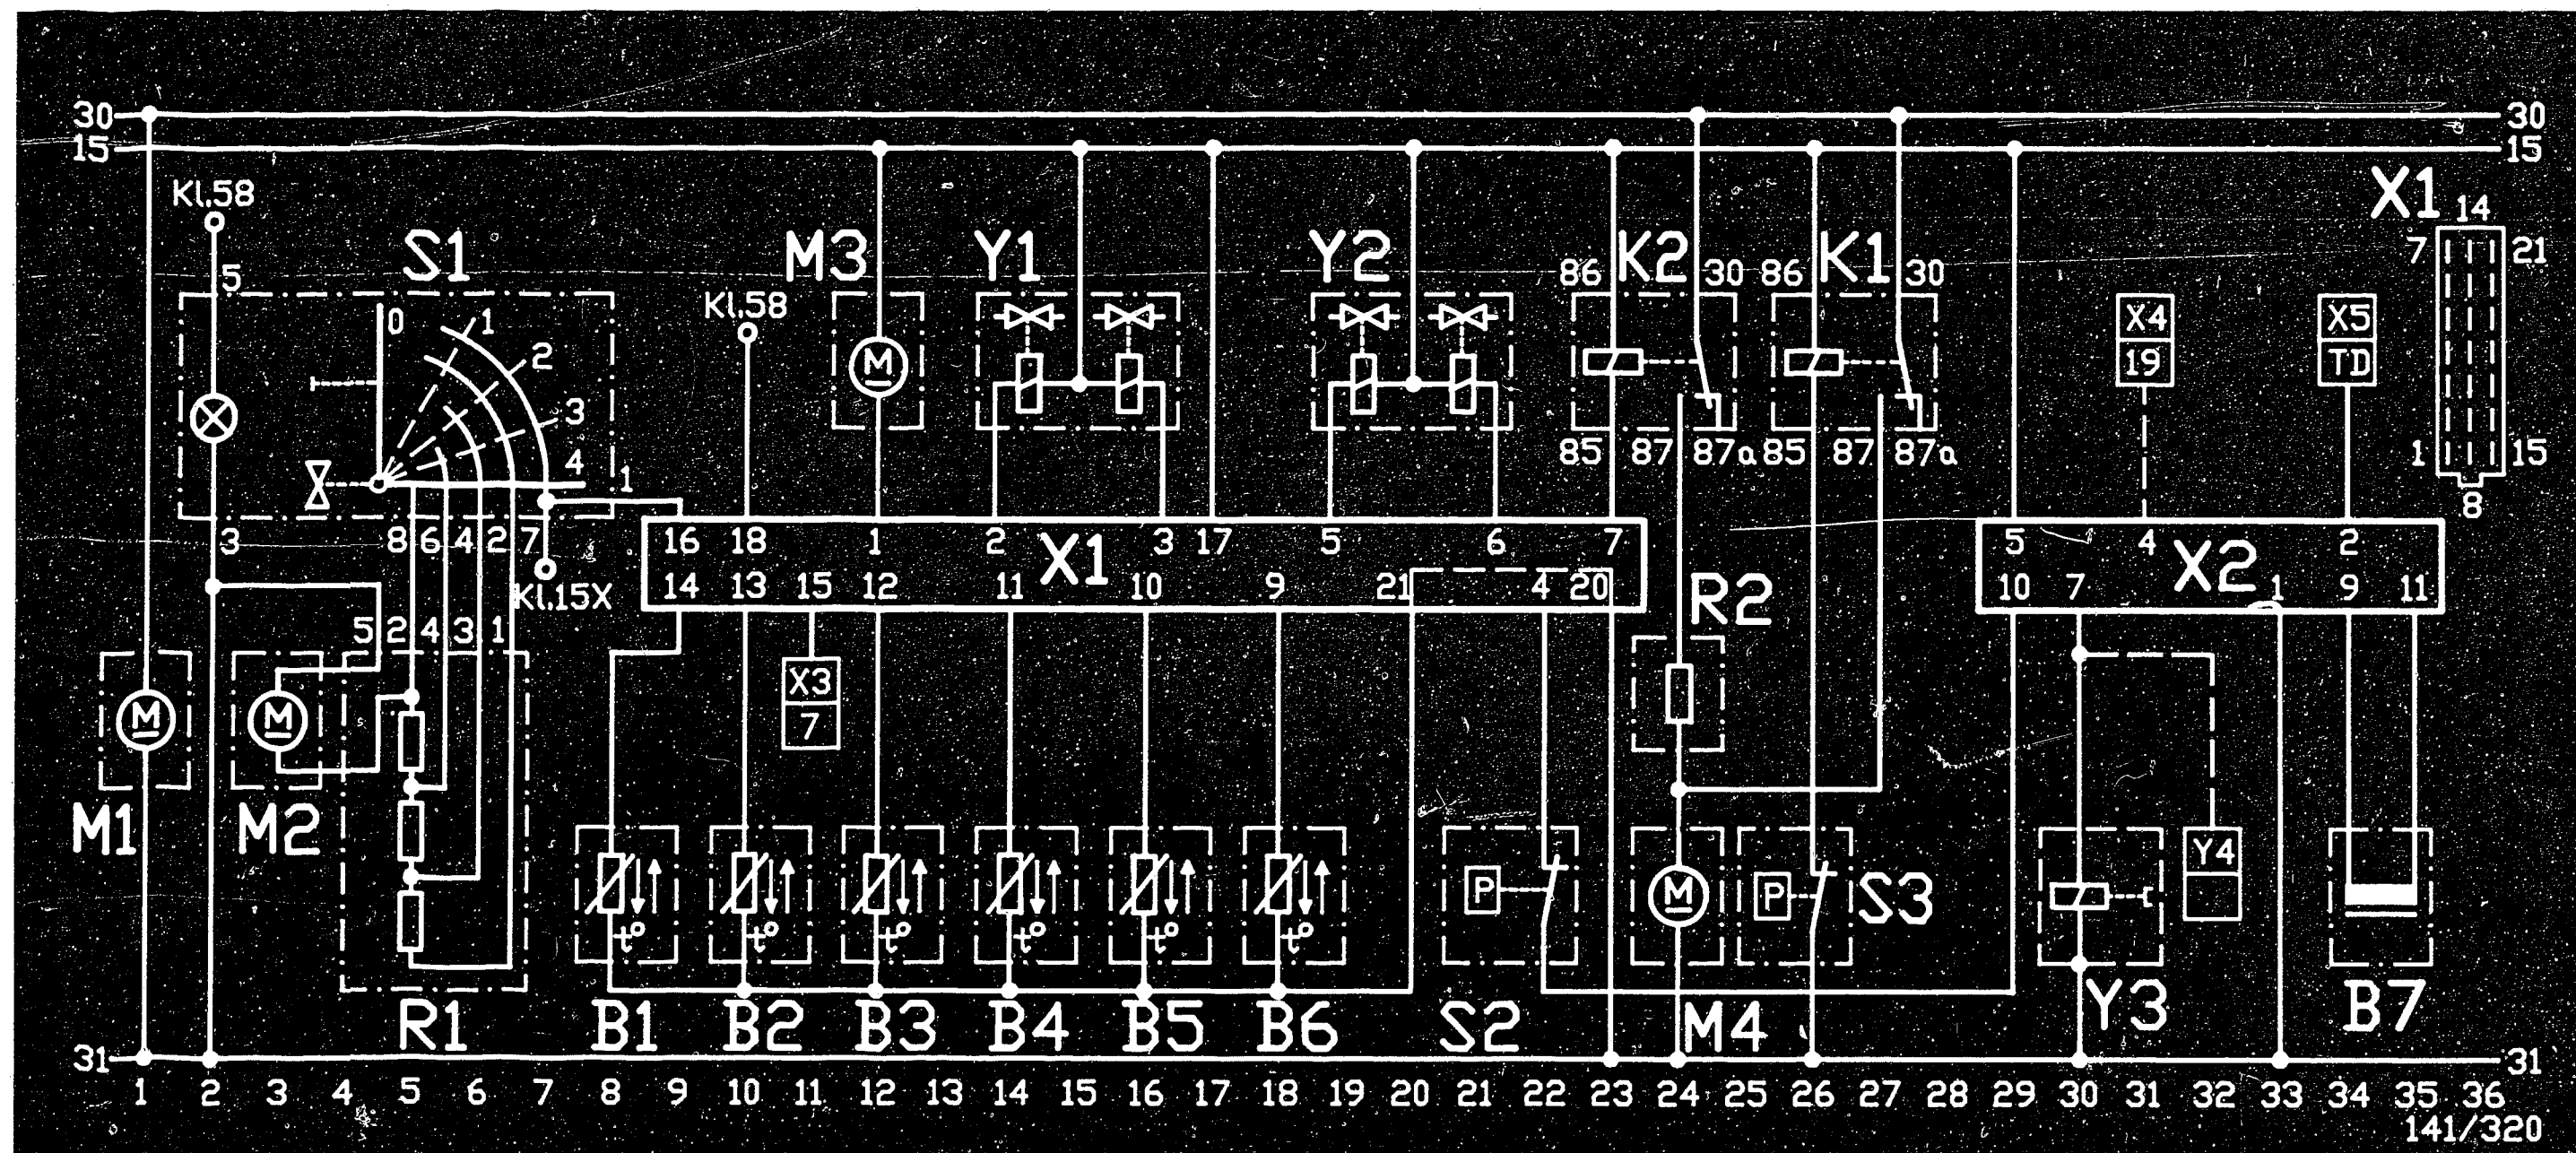 30 30
15 15
Kl.58 X1 14
S1 M3 Y1 Y2 K2 K1 7 21
5 Kl.58 86 30 86 30
0 1 X4 X5
2 M 19 TD
3
4 1 85 87 87a 85 87 87a 1 15
8
3 8 6 4 2 7 16 18 1 2 X1 3 17 5 6 7 5 4 X2 2
Kl.15X 14 13 15 12 11 10 9 21 4 20 R2 10 7 1 9 11
5 2 4 3 1
X3
M M 7
M1 M2
Y4
P M P S3
t° t° t° t° t° t°
R1 B1 B2 B3 B4 B5 B6 S2 M4 Y3 B7
31 31
1 2 3 4 5 6 7 8 9 10 11 12 13 14 15 16 17 18 19 20 21 22 23 24 25 26 27 28 29 30 31 32 33 34 35 36
141/320